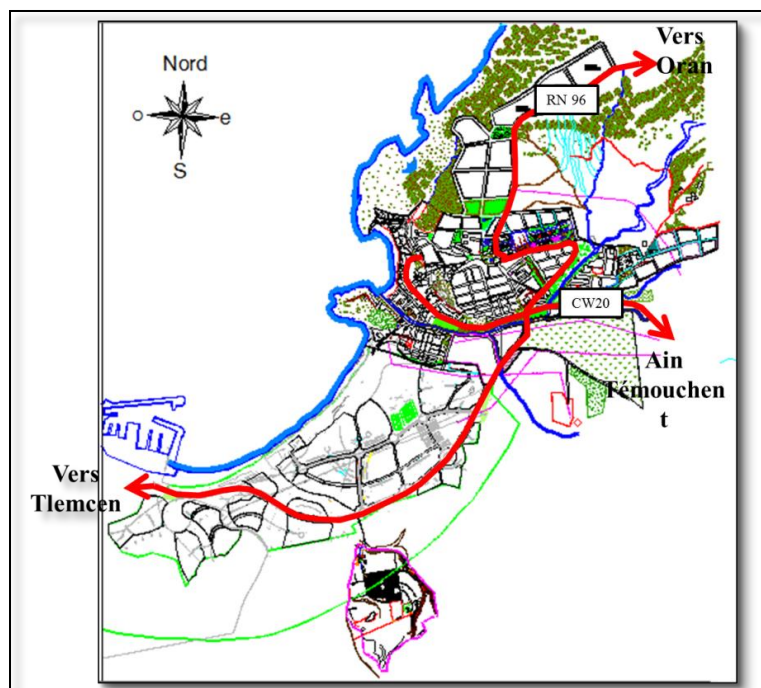 Nord
o
e
S
Vers
Oran
RN 96
CW20
Ain
Témouchen
t
Vers
Tlemcen